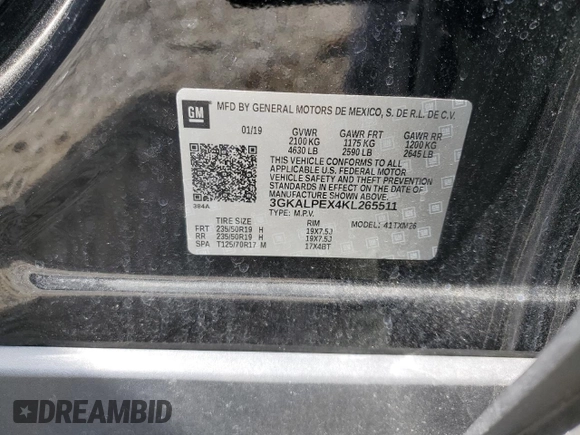 GM
MFD BY GENERAL MOTORS DE MEXICO, S. DE R.L. DE C.V.
01/19 GVWR GAWR FRT GAWR RR
2100 KG 1175 KG 1200 KG
4630 LB 2590 LB 2645 LB
THIS VEHICLE CONFORMS TO ALL
APPLICABLE U.S. FEDERAL MOTOR
VEHICLE SAFETY AND THEFT PREVENTION
STANDARDS IN EFFECT ON THE DATE OF
MANUFACTURE SHOWN ABOVE.
384A 3GKALPEX4KL265511
TYPE: M.P.V. MODEL: 41TXM26
TIRE SIZE RIM
FRT 235/50R19 H 19X7.5J
RR 235/50R19 H 19X7.5J
SPA T125/70R17 M 17X4BT
DREAMBID